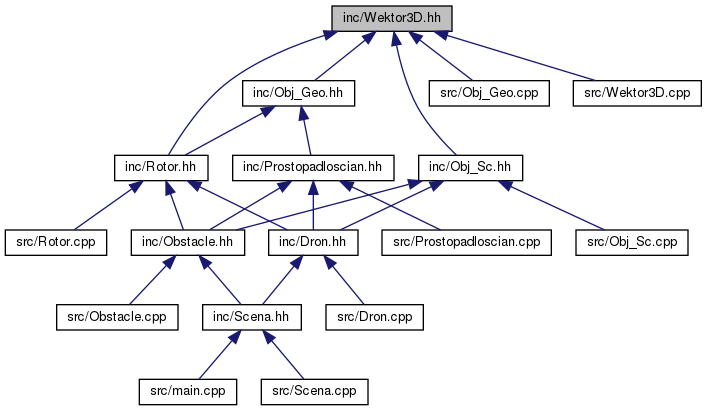 inc/Wektor3D.hh
inc/Obj_Geo.hh
src/Obj_Geo.cpp
src/Wektor3D.cpp
inc/Rotor.hh
inc/Prostopadloscian.hh
inc/Obj_Sc.hh
src/Rotor.cpp
inc/Obstacle.hh
inc/Dron.hh
src/Prostopadloscian.cpp
src/Obj_Sc.cpp
src/Obstacle.cpp
inc/Scena.hh
src/Dron.cpp
src/main.cpp
src/Scena.cpp